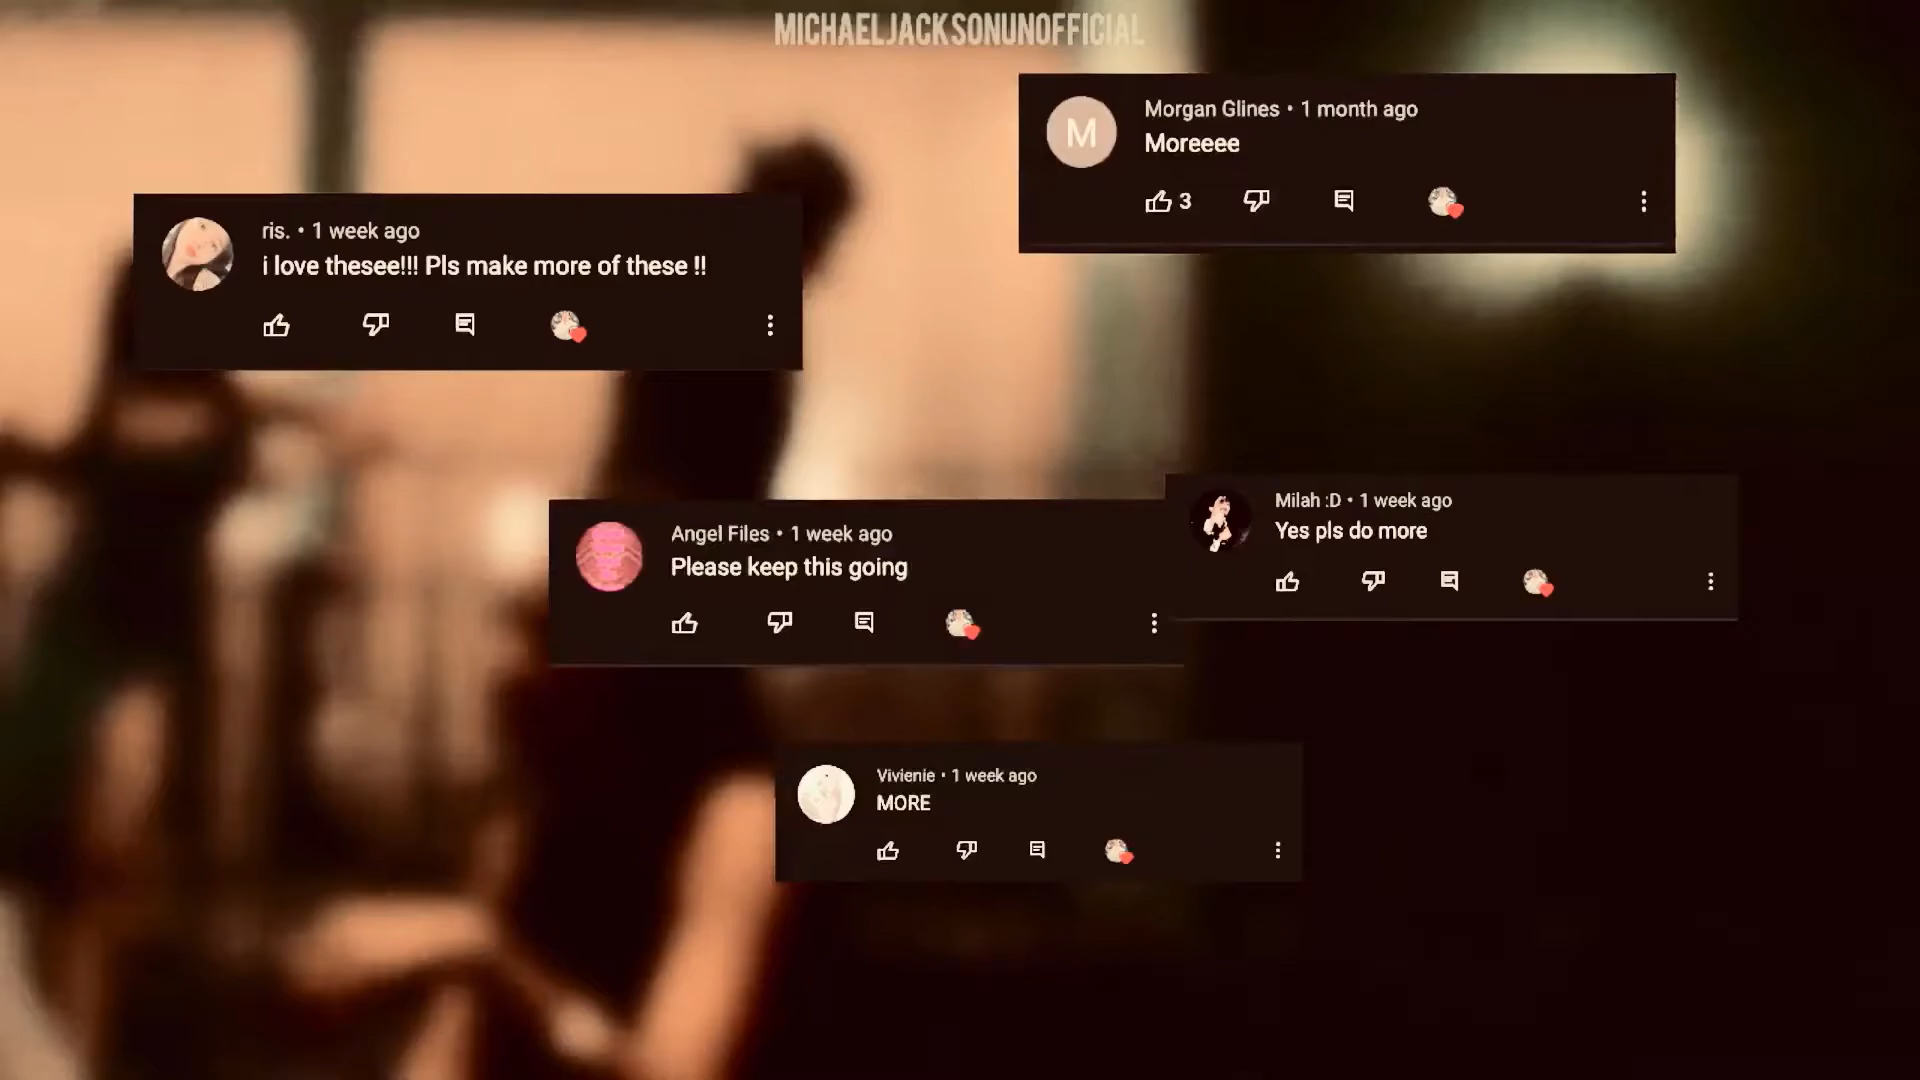 MICHAELJACKSONUNOFFICIAL
Morgan Glines • 1 month ago
Moreeee
3
ris. • 1 week ago
i love thesee!!! Pls make more of these !!
Milah :D • 1 week ago
Yes pls do more
Angel Files • 1 week ago
Please keep this going
Vivienie • 1 week ago
MORE